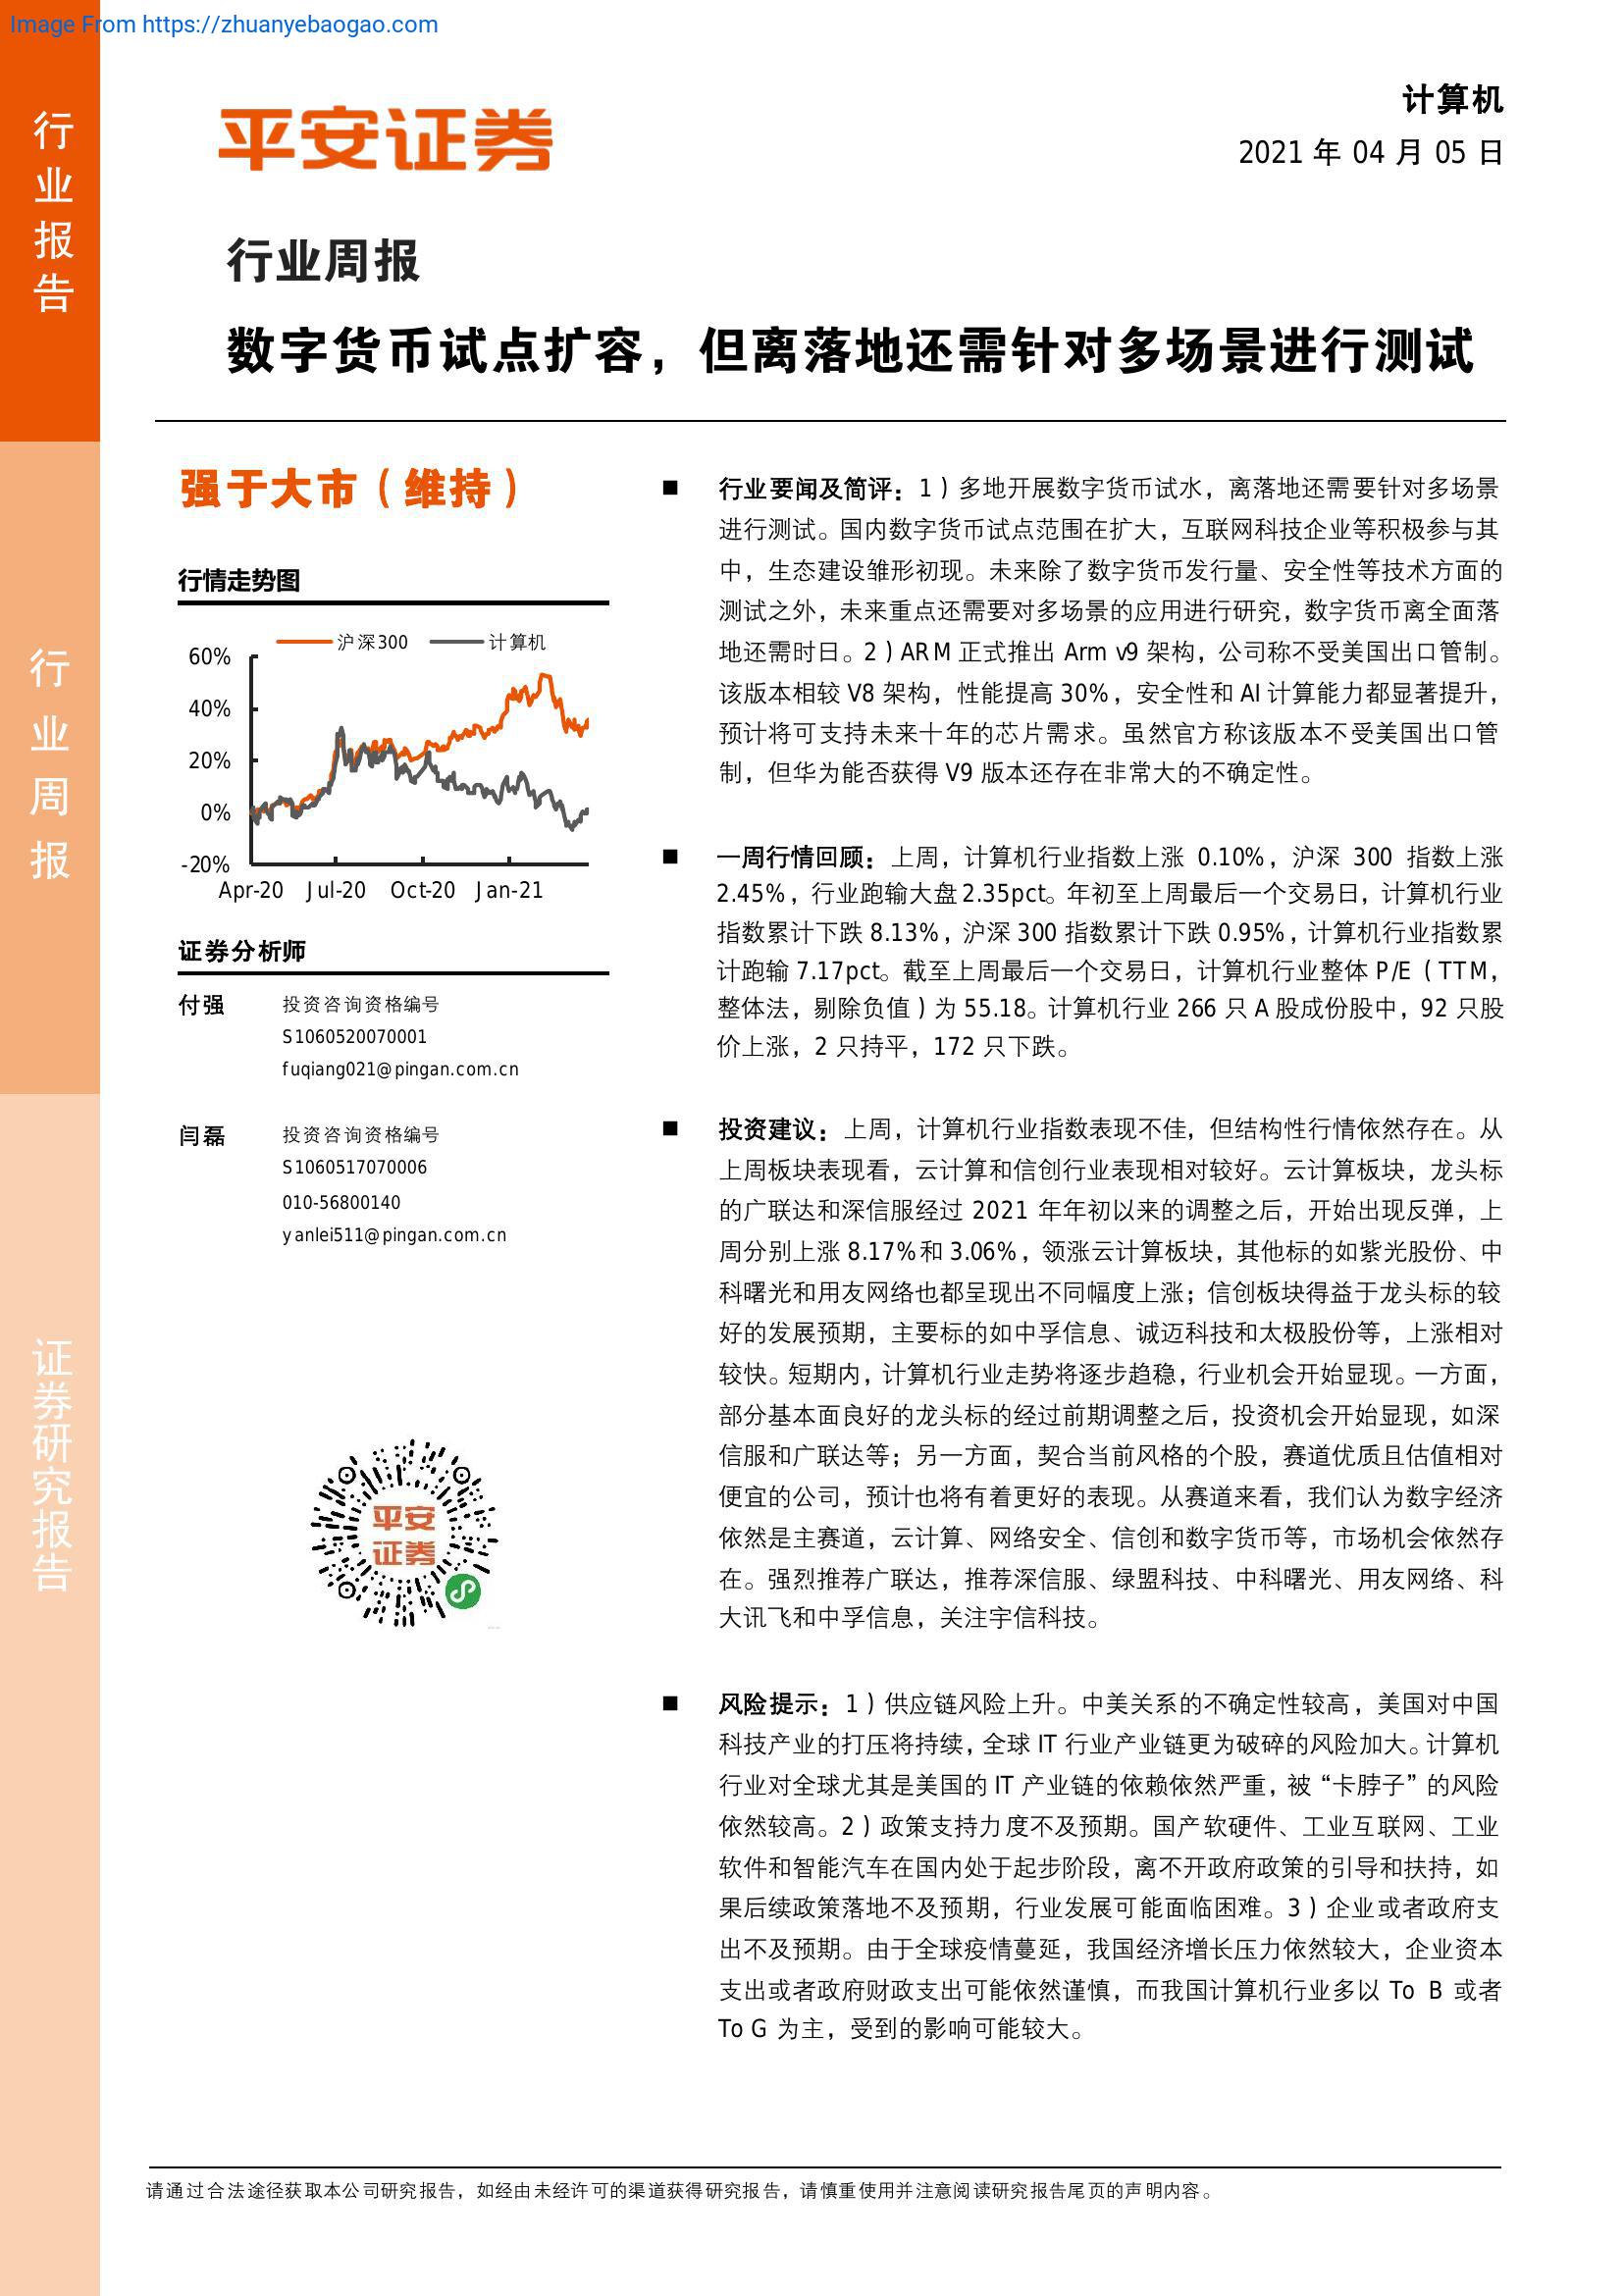 Image From https://zhuanyebaogao.com
行业报告
行业周报
证券研究报告
平安证券
计算机
2021 年 04 月 05 日
行业周报
数字货币试点扩容，但离落地还需针对多场景进行测试
强于大市（维持）
行情走势图
沪深300 计算机
60%
40%
20%
0%
-20%
Apr-20 Jul-20 Oct-20 Jan-21
证券分析师
付强 投资咨询资格编号
S1060520070001
fuqiang021@pingan.com.cn
闫磊 投资咨询资格编号
S1060517070006
010-56800140
yanlei511@pingan.com.cn
平安
证券
■ 行业要闻及简评：1）多地开展数字货币试水，离落地还需要针对多场景
进行测试。国内数字货币试点范围在扩大，互联网科技企业等积极参与其
中，生态建设雏形初现。未来除了数字货币发行量、安全性等技术方面的
测试之外，未来重点还需要对多场景的应用进行研究，数字货币离全面落
地还需时日。2）ARM 正式推出 Arm v9 架构，公司称不受美国出口管制。
该版本相较 V8 架构，性能提高 30%，安全性和 AI 计算能力都显著提升，
预计将可支持未来十年的芯片需求。虽然官方称该版本不受美国出口管
制，但华为能否获得 V9 版本还存在非常大的不确定性。
■ 一周行情回顾：上周，计算机行业指数上涨 0.10%，沪深 300 指数上涨
2.45%，行业跑输大盘 2.35pct。年初至上周最后一个交易日，计算机行业
指数累计下跌 8.13%，沪深 300 指数累计下跌 0.95%，计算机行业指数累
计跑输 7.17pct。截至上周最后一个交易日，计算机行业整体 P/E（TTM，
整体法，剔除负值）为 55.18。计算机行业 266 只 A 股成份股中，92 只股
价上涨，2 只持平，172 只下跌。
■ 投资建议：上周，计算机行业指数表现不佳，但结构性行情依然存在。从
上周板块表现看，云计算和信创行业表现相对较好。云计算板块，龙头标
的广联达和深信服经过 2021 年年初以来的调整之后，开始出现反弹，上
周分别上涨 8.17%和 3.06%，领涨云计算板块，其他标的如紫光股份、中
科曙光和用友网络也都呈现出不同幅度上涨；信创板块得益于龙头标的较
好的发展预期，主要标的如中孚信息、诚迈科技和太极股份等，上涨相对
较快。短期内，计算机行业走势将逐步趋稳，行业机会开始显现。一方面，
部分基本面良好的龙头标的经过前期调整之后，投资机会开始显现，如深
信服和广联达等；另一方面，契合当前风格的个股，赛道优质且估值相对
便宜的公司，预计也将有着更好的表现。从赛道来看，我们认为数字经济
依然是主赛道，云计算、网络安全、信创和数字货币等，市场机会依然存
在。强烈推荐广联达，推荐深信服、绿盟科技、中科曙光、用友网络、科
大讯飞和中孚信息，关注宇信科技。
■ 风险提示：1）供应链风险上升。中美关系的不确定性较高，美国对中国
科技产业的打压将持续，全球 IT 行业产业链更为破碎的风险加大。计算机
行业对全球尤其是美国的 IT 产业链的依赖依然严重，被“卡脖子”的风险
依然较高。2）政策支持力度不及预期。国产软硬件、工业互联网、工业
软件和智能汽车在国内处于起步阶段，离不开政府政策的引导和扶持，如
果后续政策落地不及预期，行业发展可能面临困难。3）企业或者政府支
出不及预期。由于全球疫情蔓延，我国经济增长压力依然较大，企业资本
支出或者政府财政支出可能依然谨慎，而我国计算机行业多以 To B 或者
To G 为主，受到的影响可能较大。
请通过合法途径获取本公司研究报告，如经由未经许可的渠道获得研究报告，请慎重使用并注意阅读研究报告尾页的声明内容。